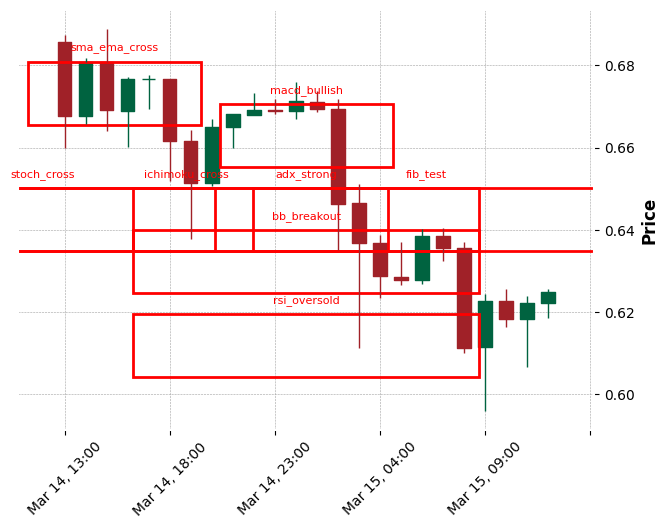 sma_ema_cross
0.68
macd_bullish
0.66
stoch_cross
ichimoku_cross
adx_strong
fib_test
bb_breakout
0.64
Price
rsi_oversold
0.62
0.60
Mar 14, 13:00
Mar 14, 18:00
Mar 14, 23:00
Mar 15, 04:00
Mar 15, 09:00